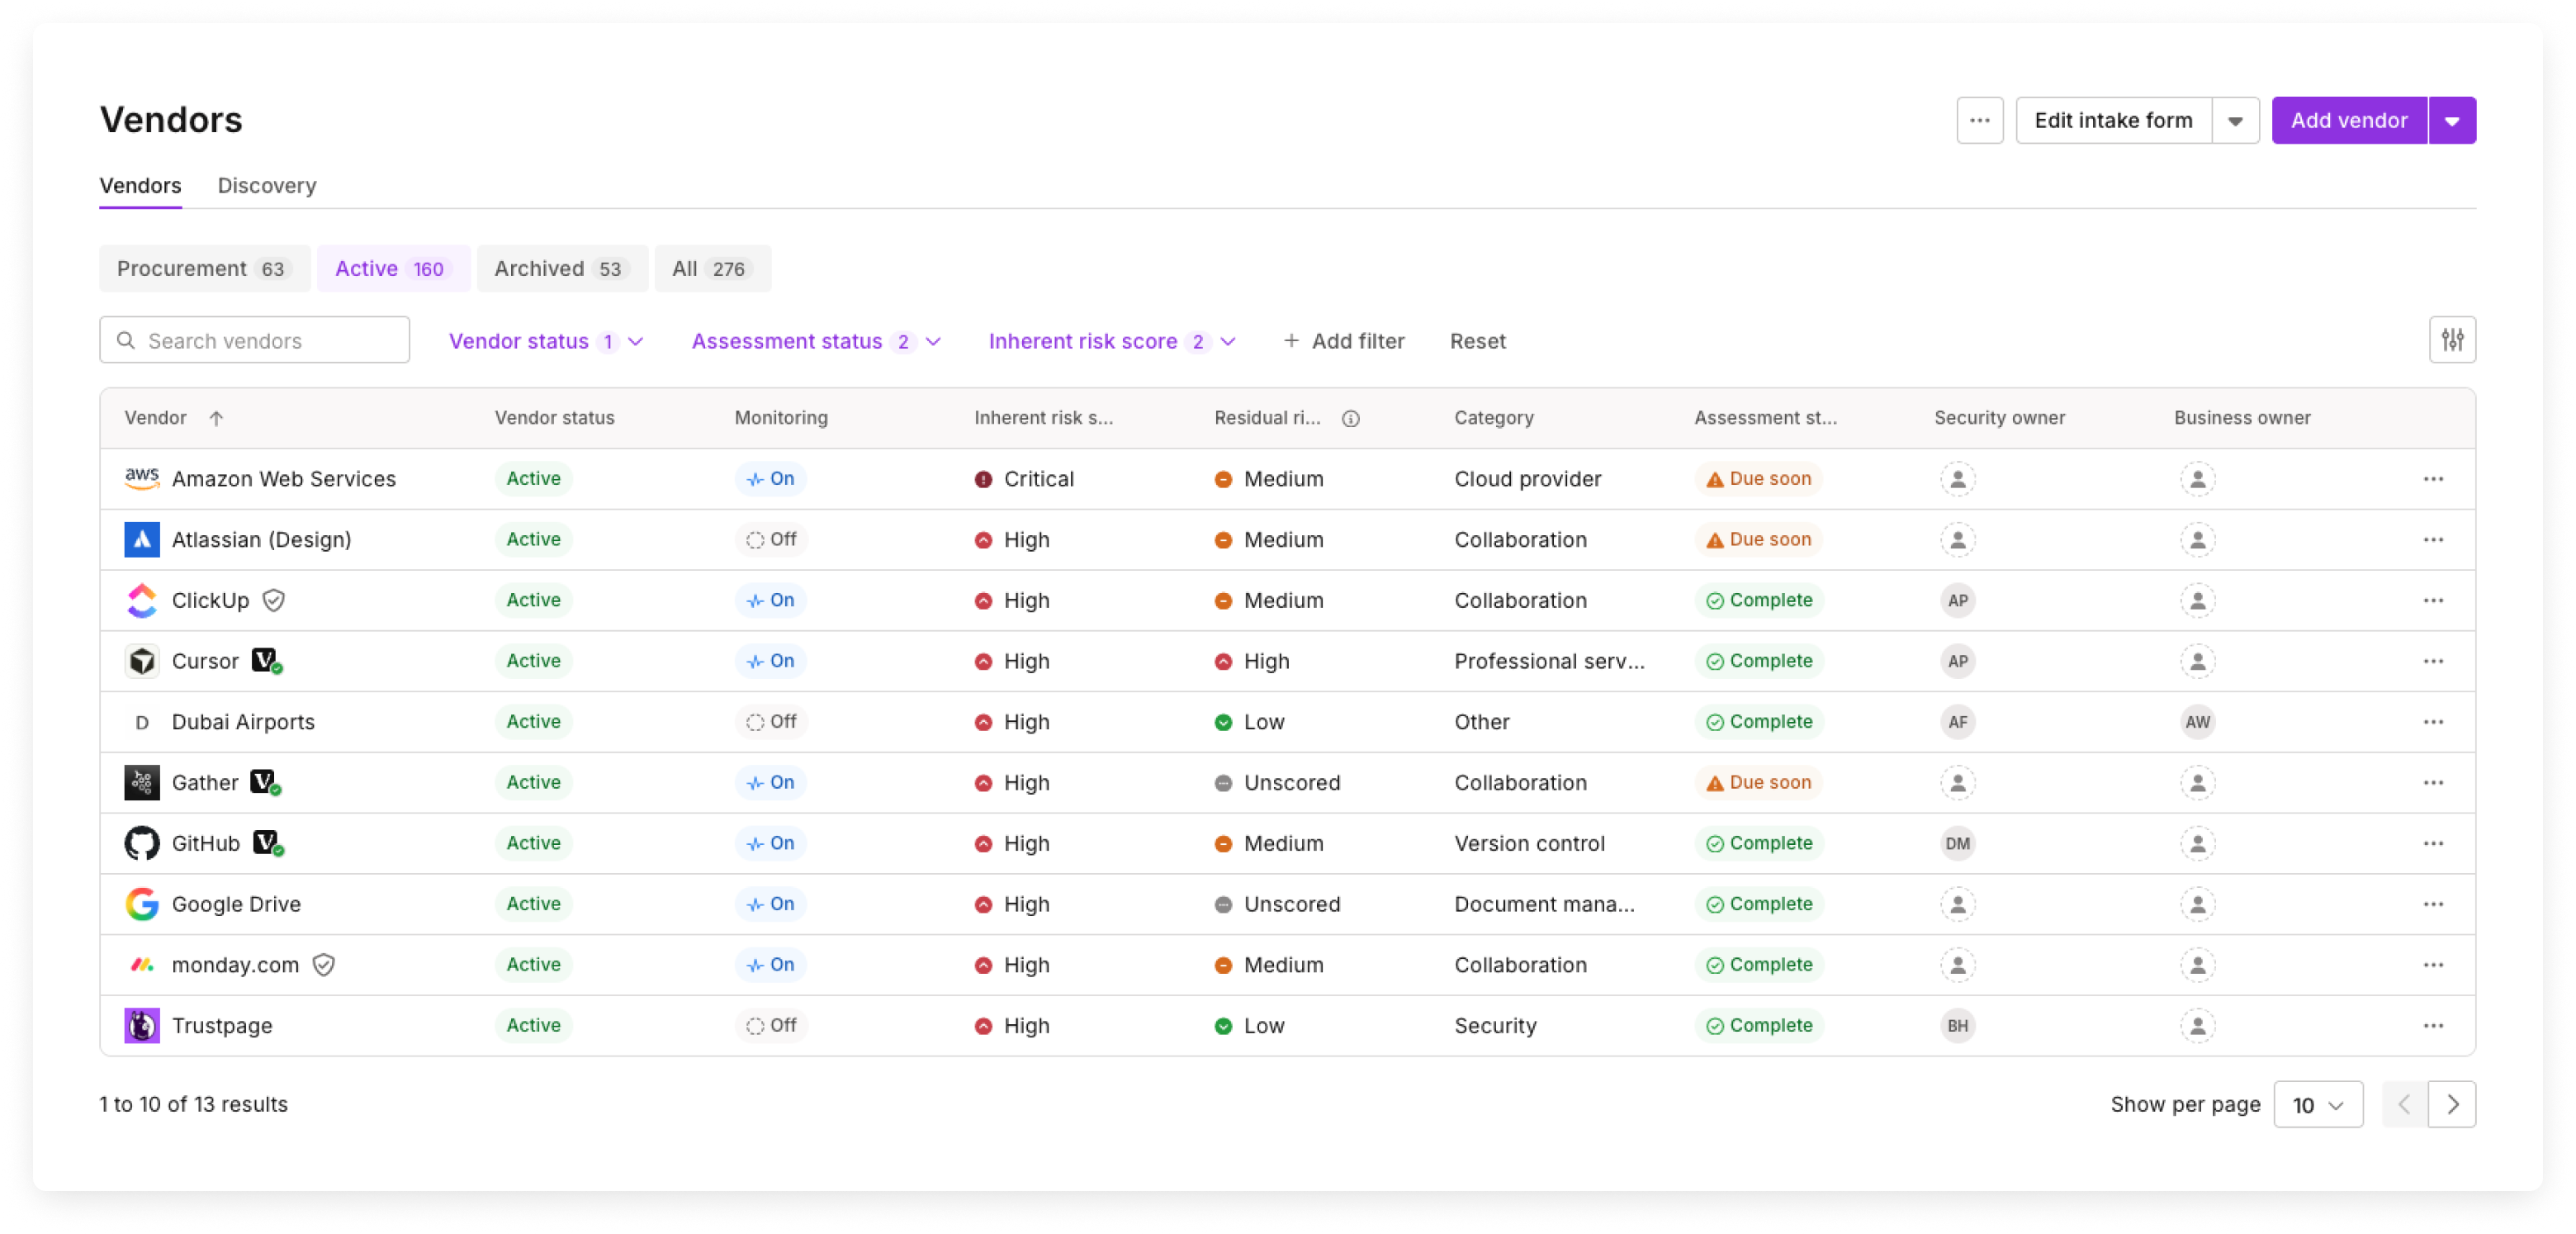 Vendors
Edit intake form
Add vendor
Vendors Discovery
Procurement 63 Active 160 Archived 53 All 276
Search vendors Vendor status 1 Assessment status 2 Inherent risk score 2 + Add filter Reset
Vendor Vendor status Monitoring Inherent risk s... Residual ri... Category Assessment st... Security owner Business owner
aws Amazon Web Services Active On Critical Medium Cloud provider Due soon
Atlassian (Design) Active Off High Medium Collaboration Due soon
ClickUp Active On High Medium Collaboration Complete AP
Cursor V Active On High High Professional serv... Complete AP
D Dubai Airports Active Off High Low Other Complete AF AW
Gather V Active On High Unscored Collaboration Due soon
GitHub V Active On High Medium Version control Complete DM
Google Drive Active On High Unscored Document mana... Complete
monday.com Active On High Medium Collaboration Complete
Trustpage Active Off High Low Security Complete BH
1 to 10 of 13 results Show per page 10